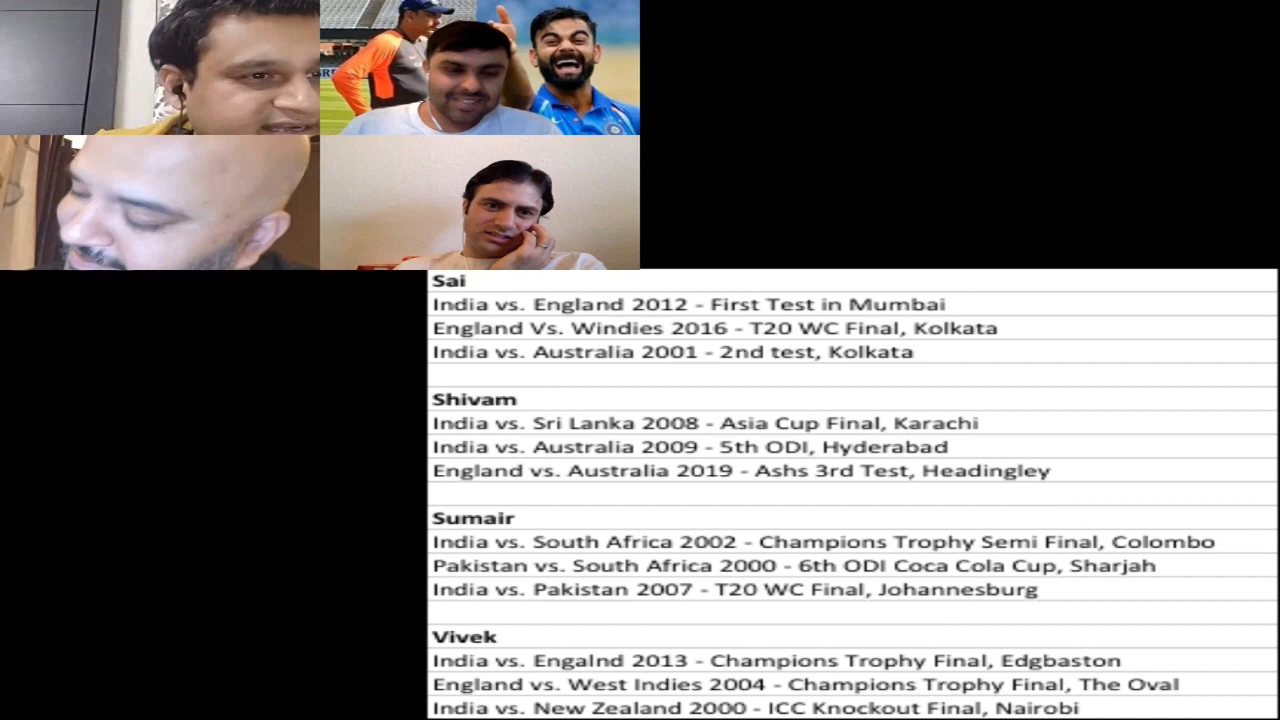 Sai
India vs. England 2012 - First Test in Mumbai
England Vs. Windies 2016 - T20 WC Final, Kolkata
India vs. Australia 2001 - 2nd test, Kolkata
Shivam
India vs. Sri Lanka 2008 - Asia Cup Final, Karachi
India vs. Australia 2009 - 5th ODI, Hyderabad
England vs. Australia 2019 - Ashs 3rd Test, Headingley
Sumair
India vs. South Africa 2002 - Champions Trophy Semi Final, Colombo
Pakistan vs. South Africa 2000 - 6th ODI Coca Cola Cup, Sharjah
India vs. Pakistan 2007 - T20 WC Final, Johannesburg
Vivek
India vs. Engalnd 2013 - Champions Trophy Final, Edgbaston
England vs. West Indies 2004 - Champions Trophy Final, The Oval
India vs. New Zealand 2000 - ICC Knockout Final, Nairobi